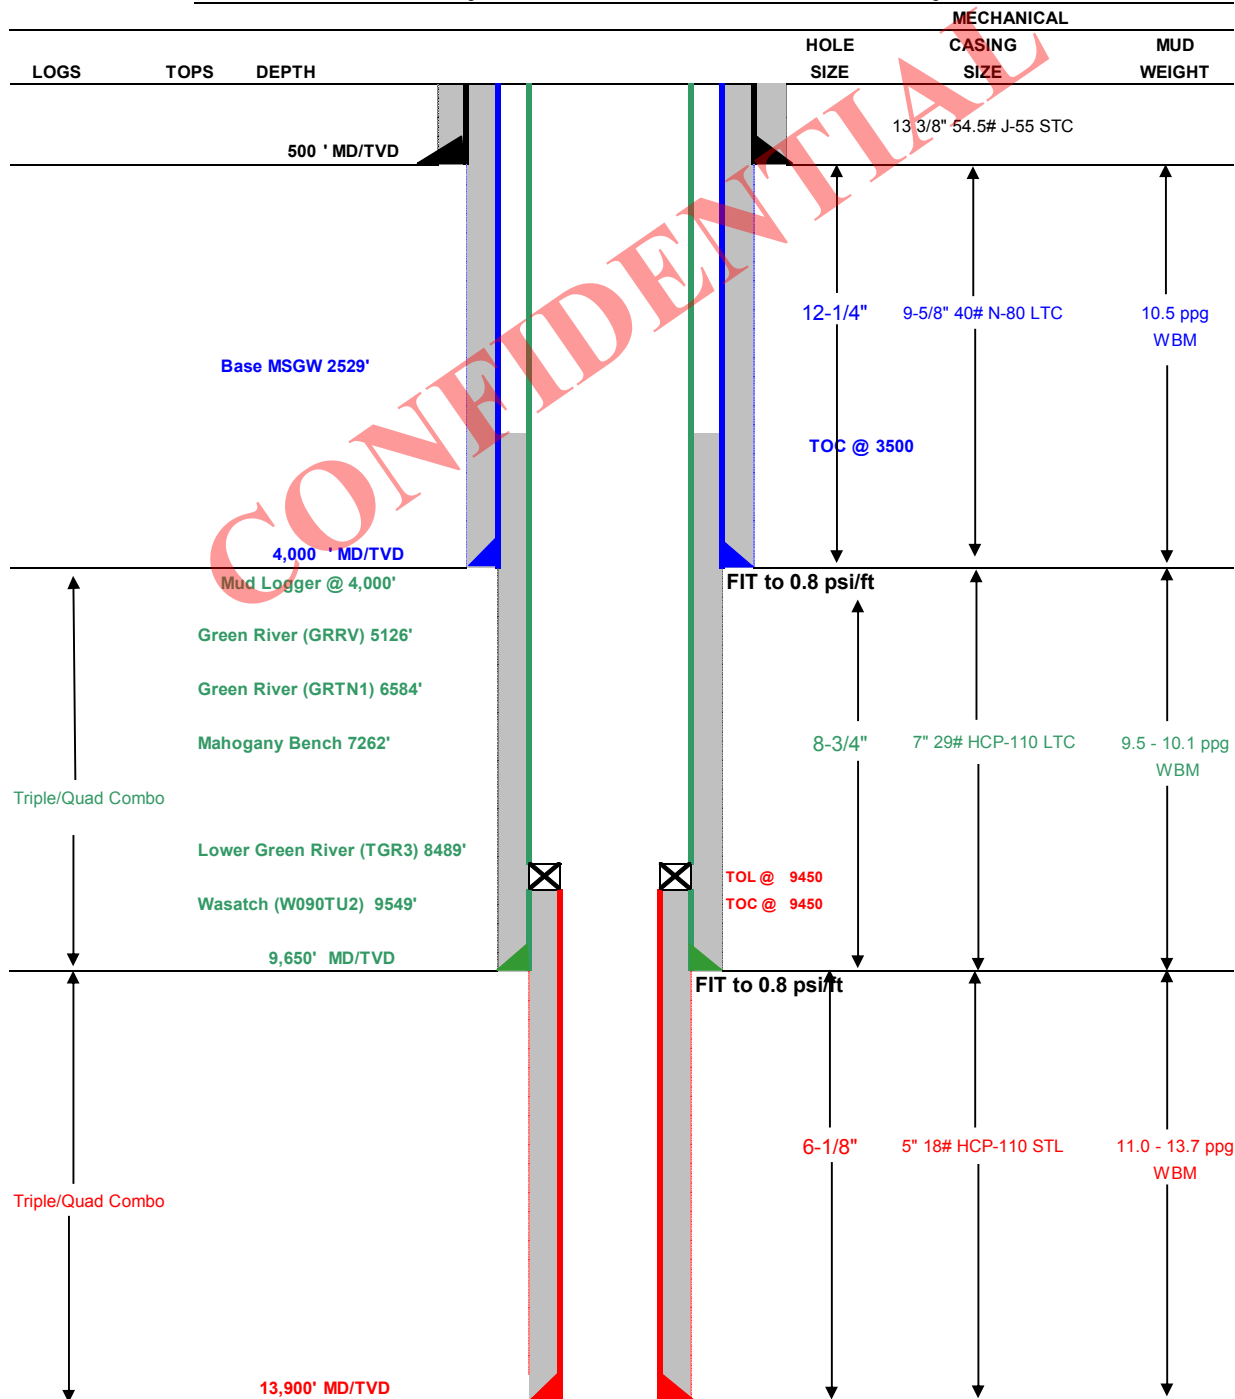 MECHANICAL
HOLE CASING MUD
LOGS TOPS DEPTH SIZE SIZE WEIGHT
13 3/8" 54.5# J-55 STC
500 ' MD/TVD
12-1/4" 9-5/8" 40# N-80 LTC 10.5 ppg
WBM
Base MSGW 2529'
TOC @ 3500
4,000 ' MD/TVD
Mud Logger @ 4,000' FIT to 0.8 psi/ft
Green River (GRRV) 5126'
Green River (GRTN1) 6584'
Mahogany Bench 7262' 8-3/4" 7" 29# HCP-110 LTC 9.5 - 10.1 ppg
WBM
Triple/Quad Combo
Lower Green River (TGR3) 8489'
TOL @ 9450
Wasatch (W090TU2) 9549' TOC @ 9450
9,650' MD/TVD
FIT to 0.8 psi/ft
6-1/8" 5" 18# HCP-110 STL 11.0 - 13.7 ppg
WBM
Triple/Quad Combo
13,900' MD/TVD
CONFIDENTIAL